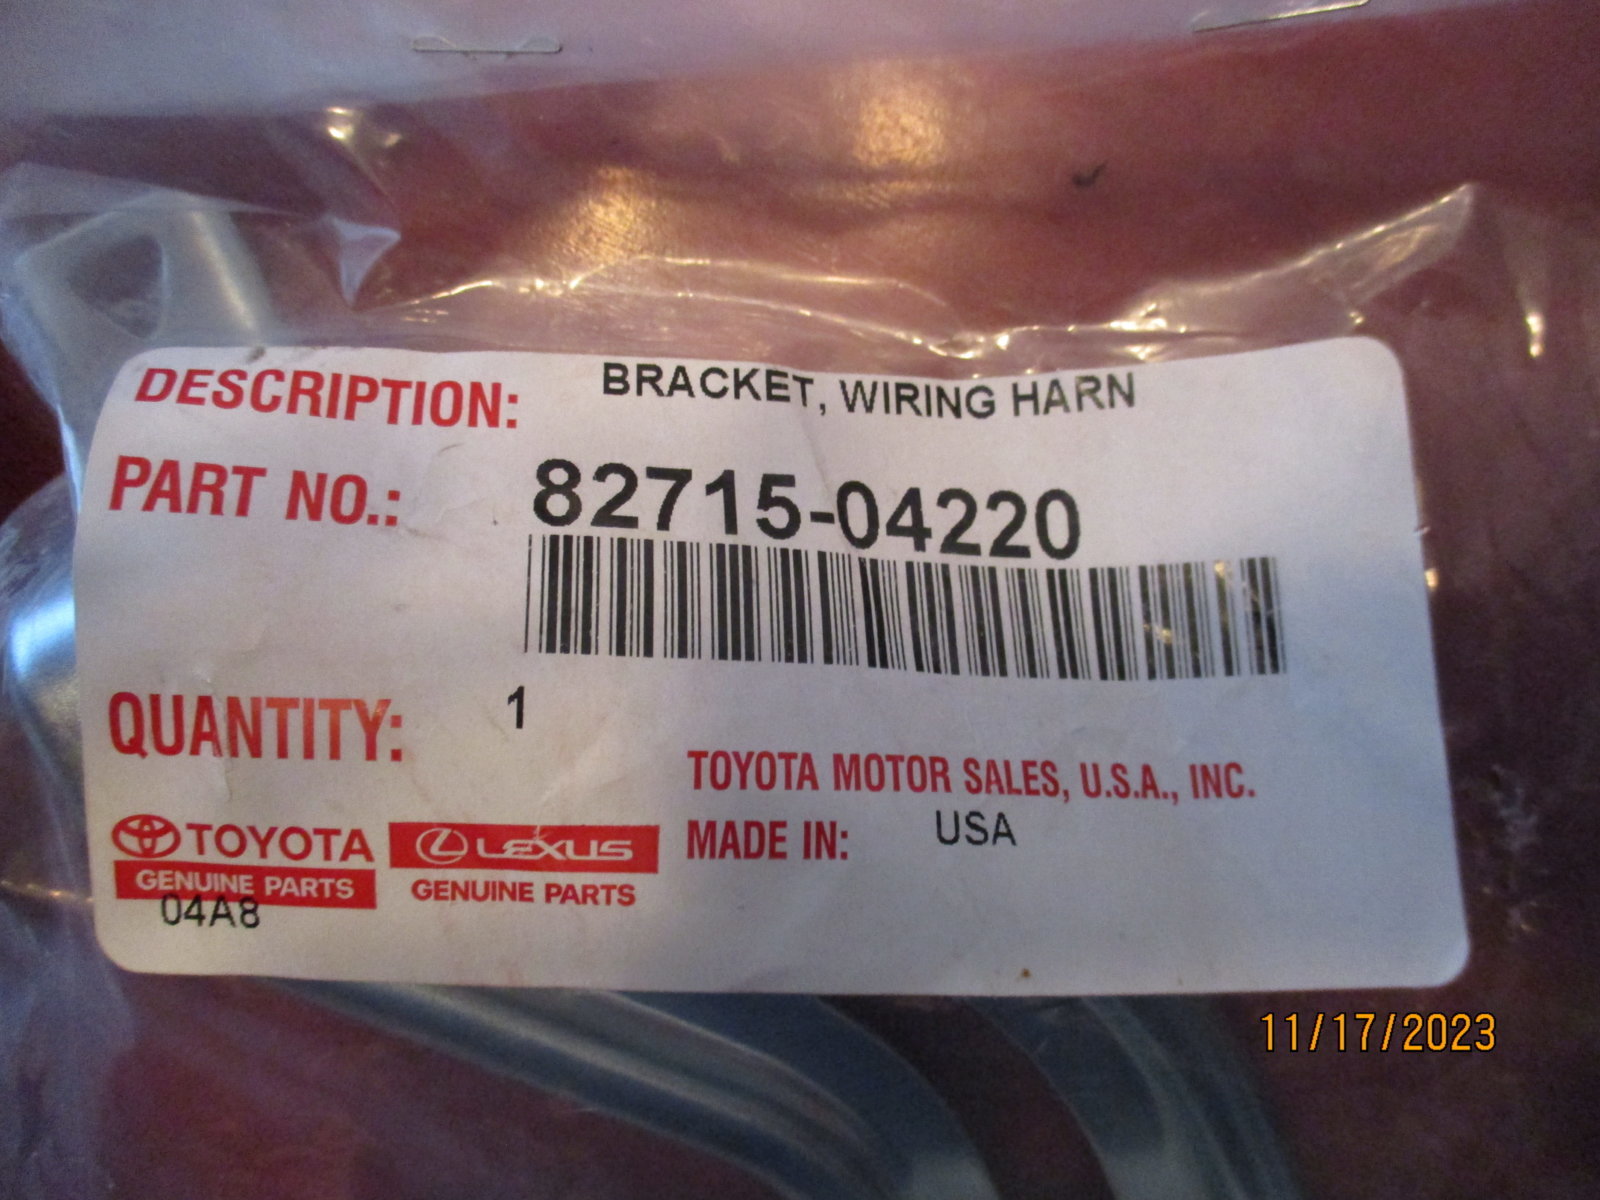 DESCRIPTION: BRACKET, WIRING HARN
PART NO.: 82715-04220
QUANTITY: 1
TOYOTA MOTOR SALES, U.S.A., INC.
MADE IN: USA
TOYOTA
GENUINE PARTS
LEXUS
GENUINE PARTS
04A8
11/17/2023